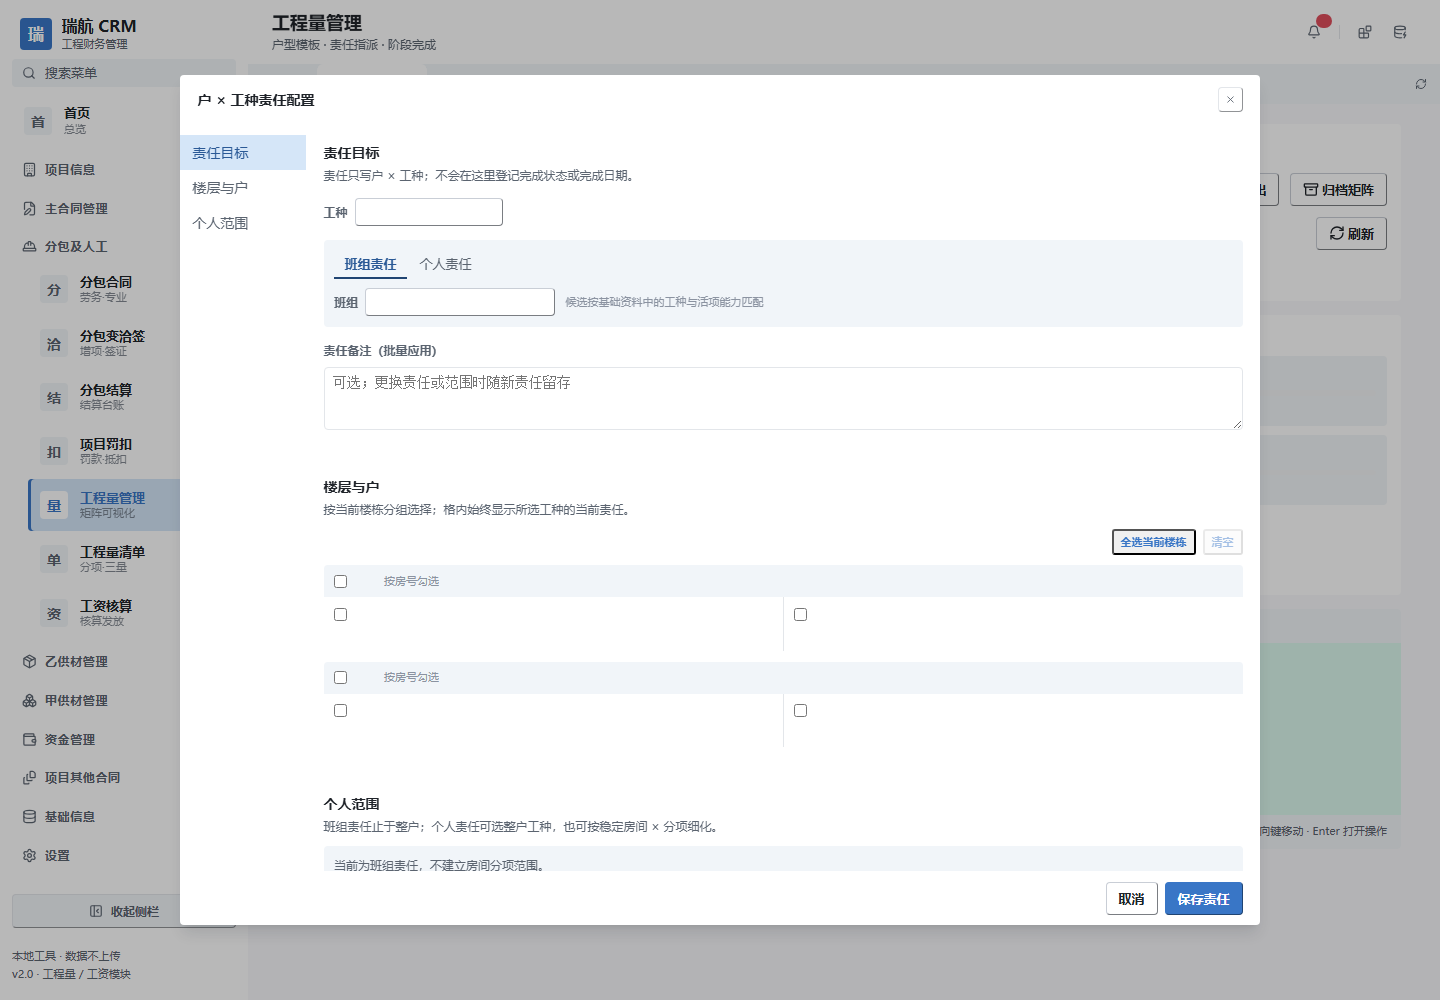 瑞
瑞航 CRM
工程财务管理
搜索菜单
首
首页
总览
项目信息
主合同管理
分包及人工
分
分包合同
劳务·专业
洽
分包变洽签
增项·签证
结
分包结算
结算台账
扣
项目罚扣
罚款·抵扣
量
工程量管理
矩阵可视化
单
工程量清单
分项·三量
资
工资核算
核算发放
乙供材管理
甲供材管理
资金管理
项目其他合同
基础信息
设置
收起侧栏
本地工具 · 数据不上传
v2.0 · 工程量 / 工资模块
工程量管理
户型模板 · 责任指派 · 阶段完成
出
归档矩阵
刷新
向键移动 · Enter 打开操作
户 × 工种责任配置
责任目标
楼层与户
个人范围
责任目标
责任只写户 × 工种；不会在这里登记完成状态或完成日期。
工种
班组责任
个人责任
班组
候选按基础资料中的工种与活项能力匹配
责任备注（批量应用）
可选；更换责任或范围时随新责任留存
楼层与户
按当前楼栋分组选择；格内始终显示所选工种的当前责任。
全选当前楼栋
清空
按房号勾选
按房号勾选
个人范围
班组责任止于整户；个人责任可选整户工种，也可按稳定房间 × 分项细化。
当前为班组责任，不建立房间分项范围。
取消
保存责任